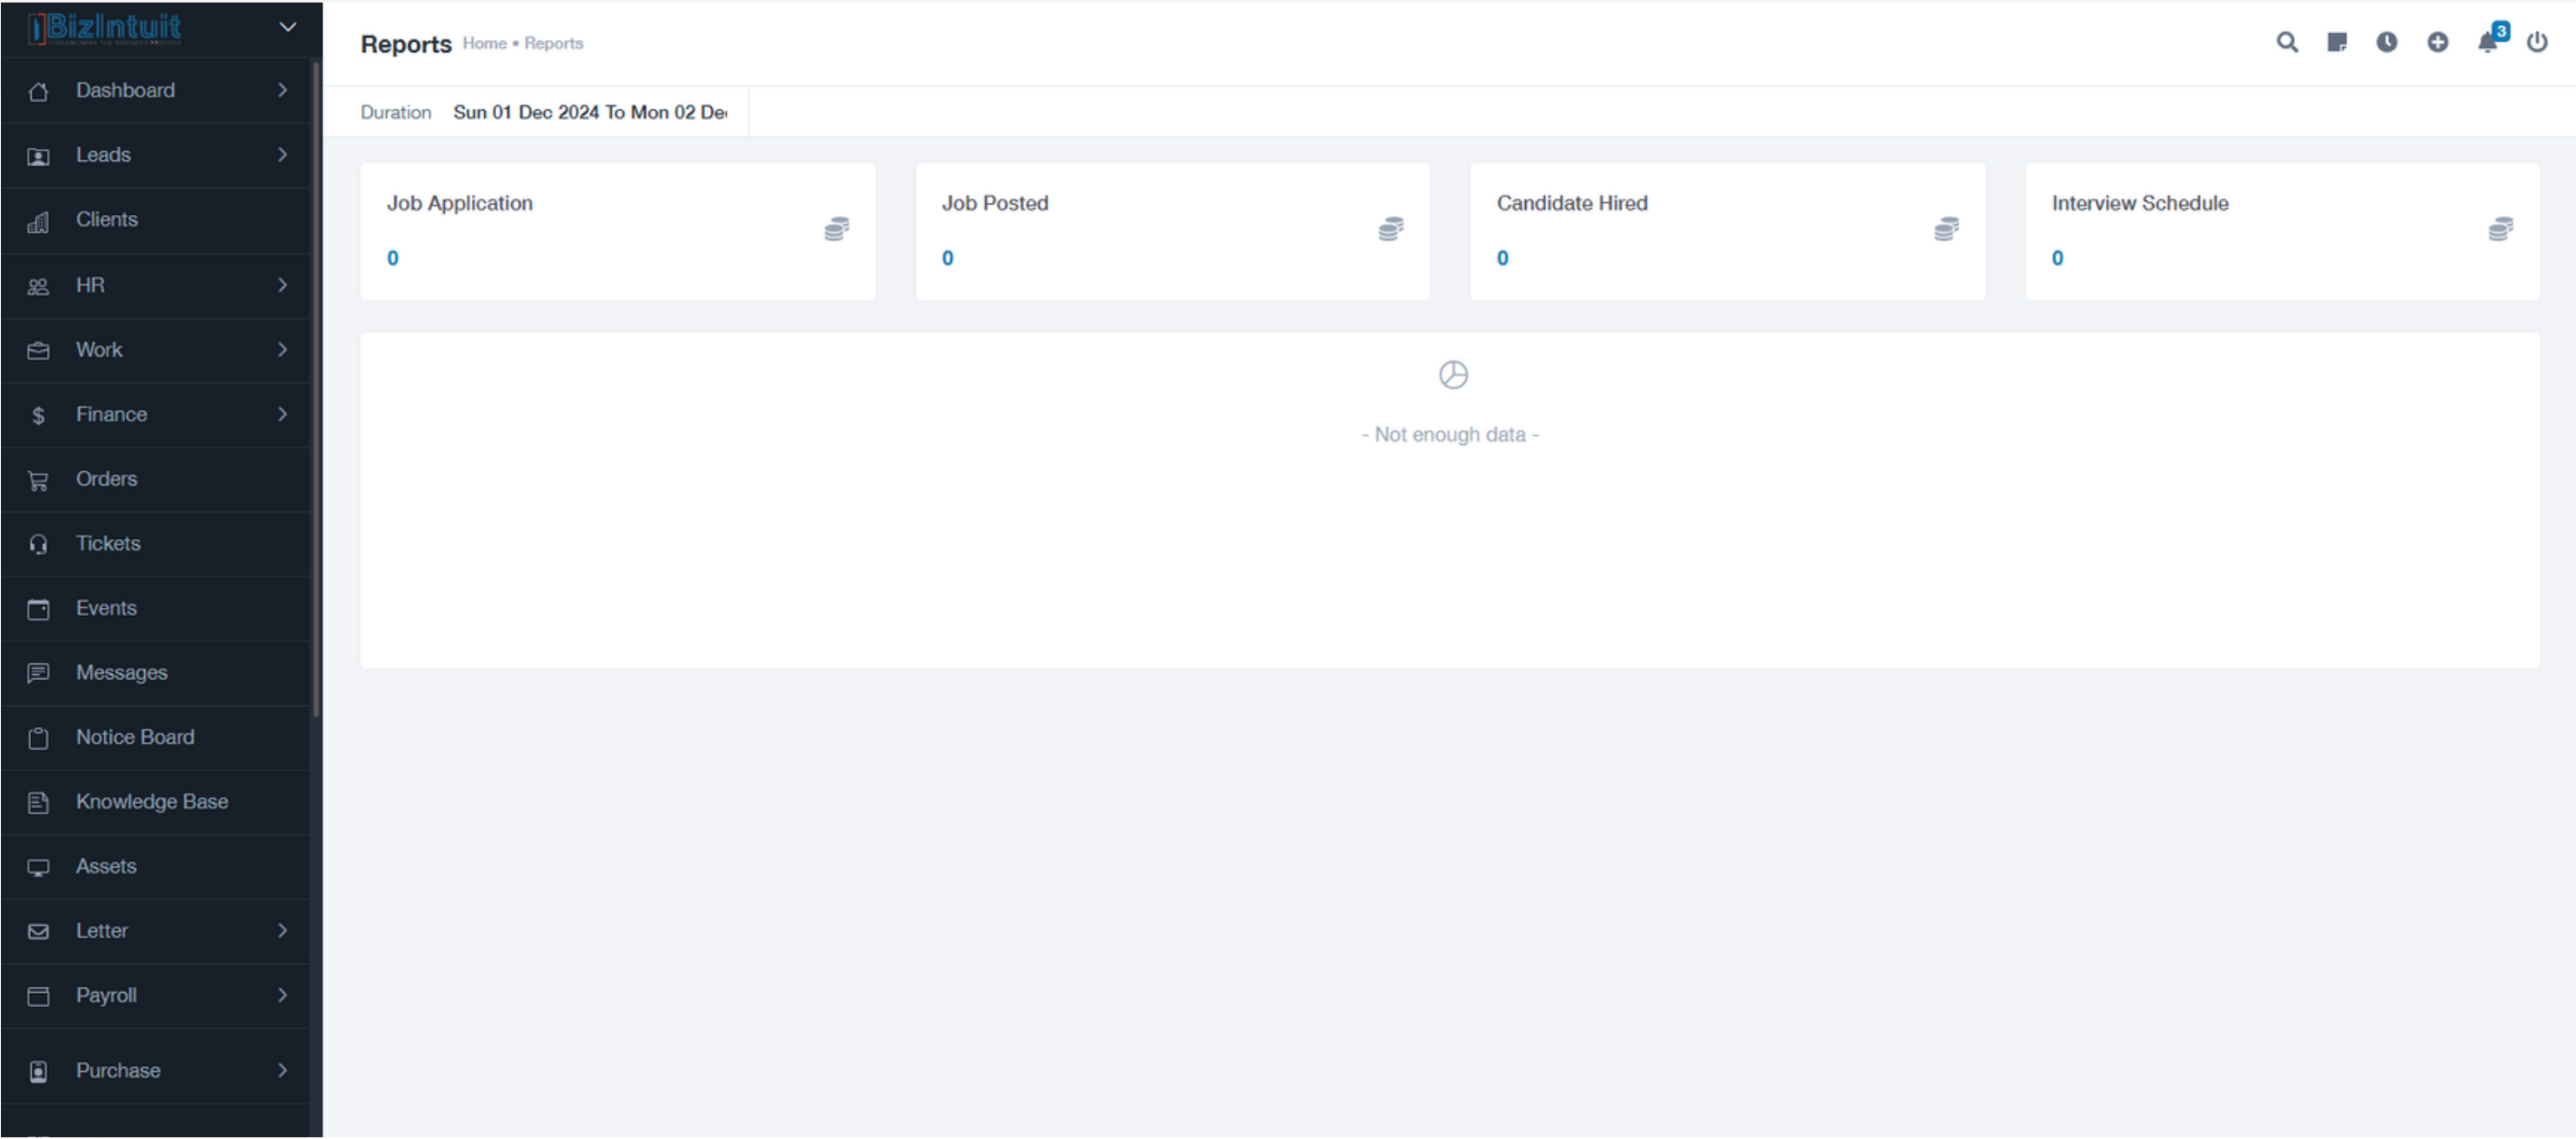 BizIntuit
Reports Home • Reports
3
Duration Sun 01 Dec 2024 To Mon 02 De
Dashboard
Leads
Clients
HR
Work
Finance
Orders
Tickets
Events
Messages
Notice Board
Knowledge Base
Assets
Letter
Payroll
Purchase
Job Application
0
Job Posted
0
Candidate Hired
0
Interview Schedule
0
- Not enough data -